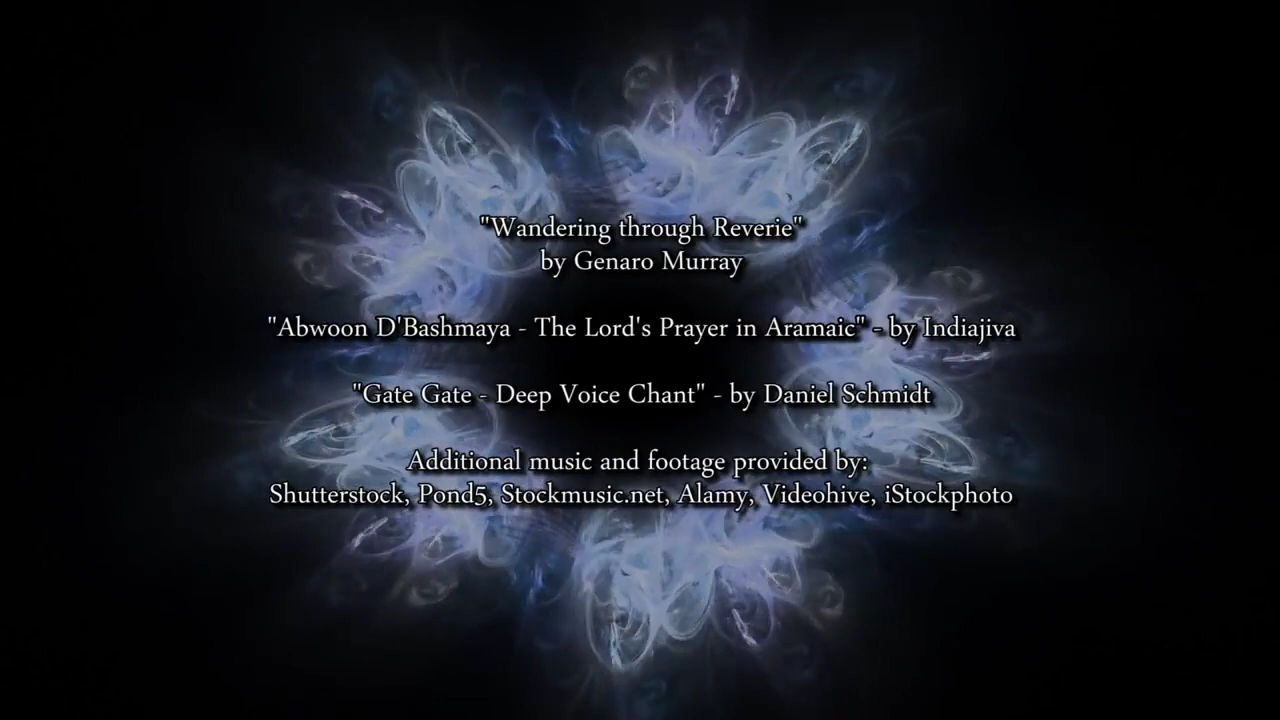 "Wandering through Reverie"
by Genaro Murray
"Abwoon D'Bashmaya - The Lord's Prayer in Aramaic" - by Indiajiva
"Gate Gate - Deep Voice Chant" - by Daniel Schmidt
Additional music and footage provided by:
Shutterstock, Pond5, Stockmusic.net, Alamy, Videohive, iStockphoto